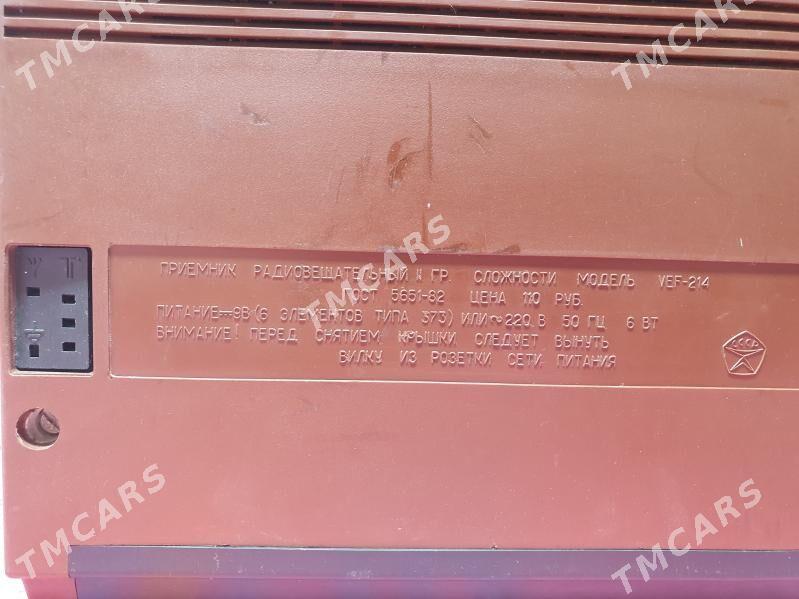 TMCARS TMCARS
ПРИЕМНИК РАДИОВЕЩАТЕЛЬНЫЙ II ГР. СЛОЖНОСТИ МОДЕЛЬ VEF-214
ГОСТ 5651-82 ЦЕНА 110 РУБ.
ПИТАНИЕ⎓9В (6 ЭЛЕМЕНТОВ ТИПА 373) ИЛИ ~220 В 50 ГЦ 6 ВТ
ВНИМАНИЕ! ПЕРЕД СНЯТИЕМ КРЫШКИ СЛЕДУЕТ ВЫНУТЬ
ВИЛКУ ИЗ РОЗЕТКИ СЕТИ ПИТАНИЯ
СССР
TMCARS
TMCARS TMCARS